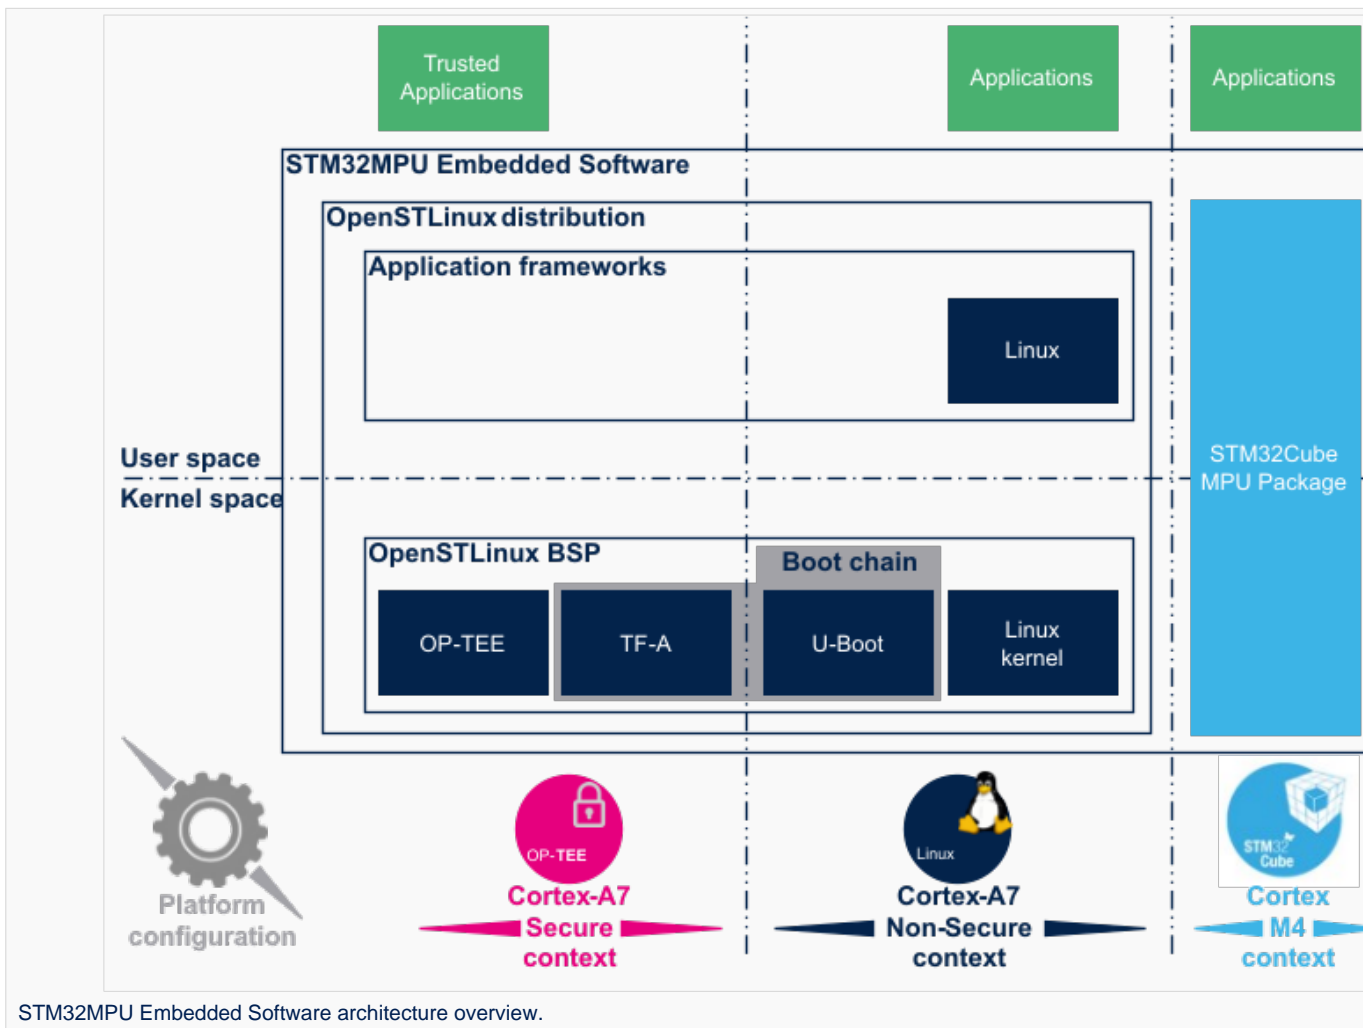 Trusted
Applications
Applications
Applications
STM32MPU Embedded Software
OpenSTLinux distribution
Application frameworks
Linux
User space
Kernel space
STM32Cube
MPU Package
OpenSTLinux BSP
Boot chain
OP-TEE
TF-A
U-Boot
Linux
kernel
OP-TEE
Linux
STM32
Cube
Platform
configuration
Cortex-A7
Secure
context
Cortex-A7
Non-Secure
context
Cortex
M4
context
STM32MPU Embedded Software architecture overview.